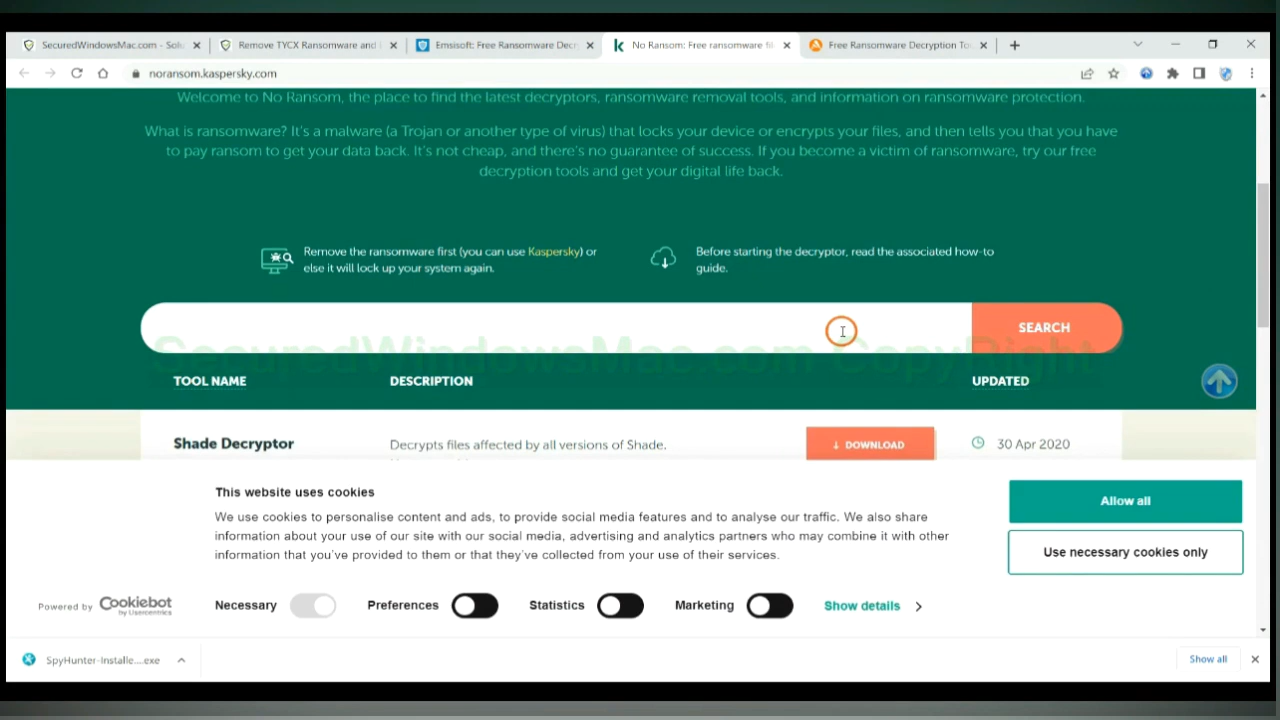 SecuredWindowsMac.com - Solu
Remove TYCX Ransomware and
Emsisoft: Free Ransomware Decr
No Ransom: Free ransomware fil
Free Ransomware Decryption To
noransom.kaspersky.com
Welcome to No Ransom, the place to find the latest decryptors, ransomware removal tools, and information on ransomware protection.
What is ransomware? It's a malware (a Trojan or another type of virus) that locks your device or encrypts your files, and then tells you that you have
to pay ransom to get your data back. It's not cheap, and there's no guarantee of success. If you become a victim of ransomware, try our free
decryption tools and get your digital life back.
Remove the ransomware first (you can use Kaspersky) or
else it will lock up your system again.
Before starting the decryptor, read the associated how-to
guide.
SEARCH
SecuredWindowsMac.com CopyRight
TOOL NAME
DESCRIPTION
UPDATED
Shade Decryptor
Decrypts files affected by all versions of Shade.
DOWNLOAD
30 Apr 2020
This website uses cookies
We use cookies to personalise content and ads, to provide social media features and to analyse our traffic. We also share
information about your use of our site with our social media, advertising and analytics partners who may combine it with other
information that you've provided to them or that they've collected from your use of their services.
Allow all
Use necessary cookies only
Powered by Cookiebot
by Usercentrics
Necessary
Preferences
Statistics
Marketing
Show details
SpyHunter-Installe....exe
Show all